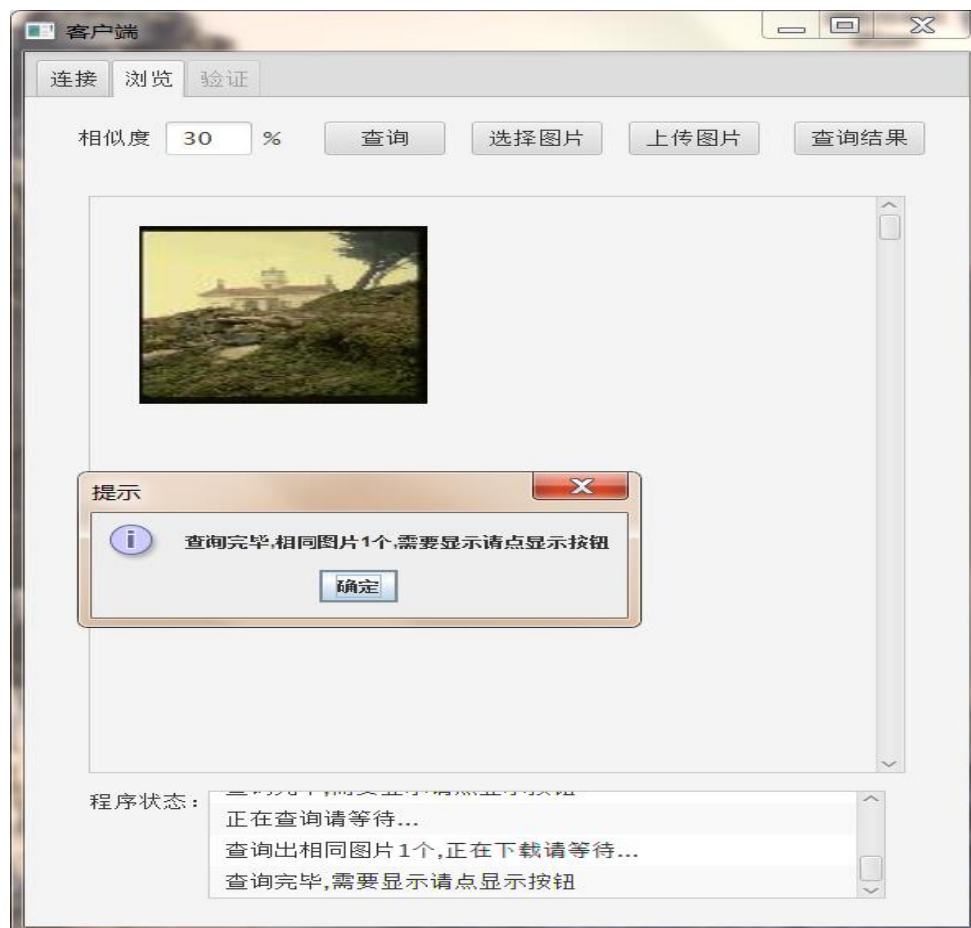 客户端
连接 浏览 验证
相似度 30 % 查询 选择图片 上传图片 查询结果
提示
查询完毕,相同图片1个,需要显示请点显示按钮
确定
程序状态:
正在查询请等待...
查询出相同图片1个,正在下载请等待...
查询完毕,需要显示请点显示按钮